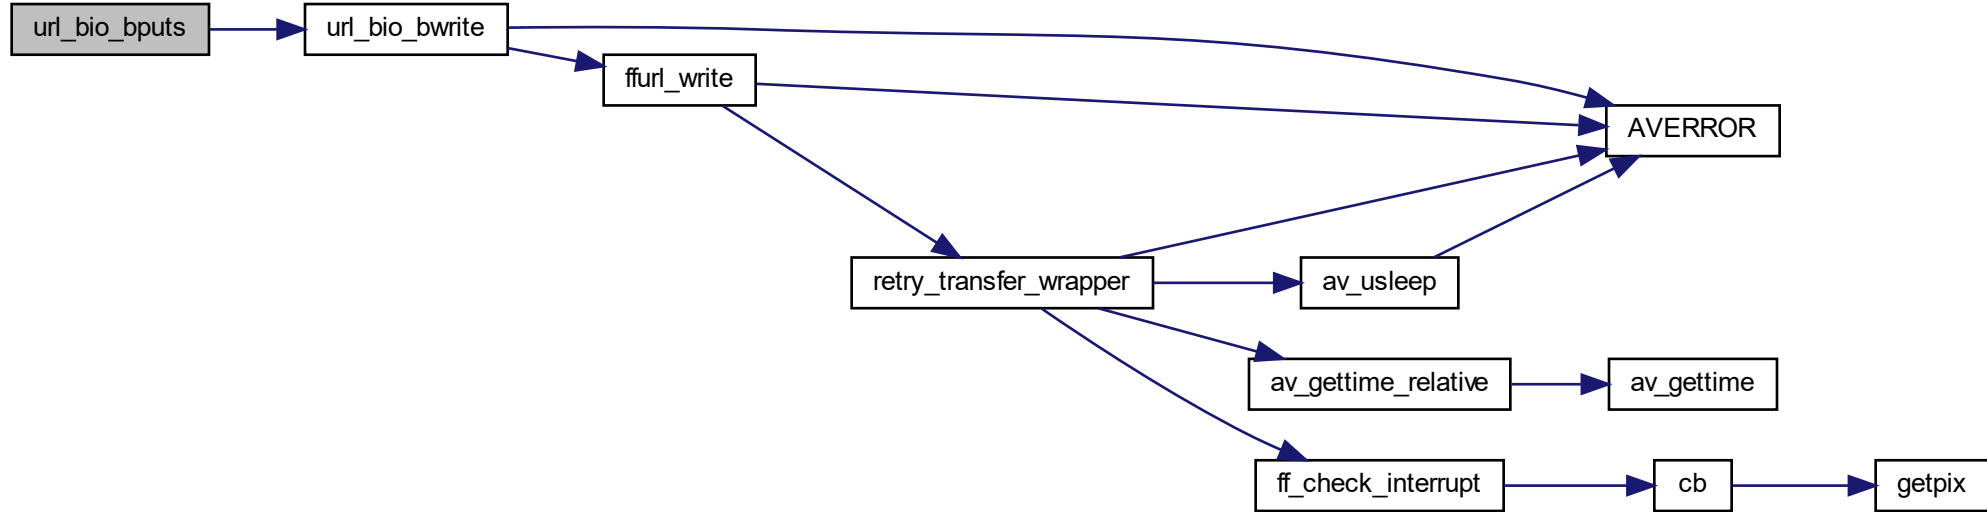 url_bio_bputs
url_bio_bwrite
ffurl_write
AVERROR
retry_transfer_wrapper
av_usleep
av_gettime_relative
av_gettime
ff_check_interrupt
cb
getpix